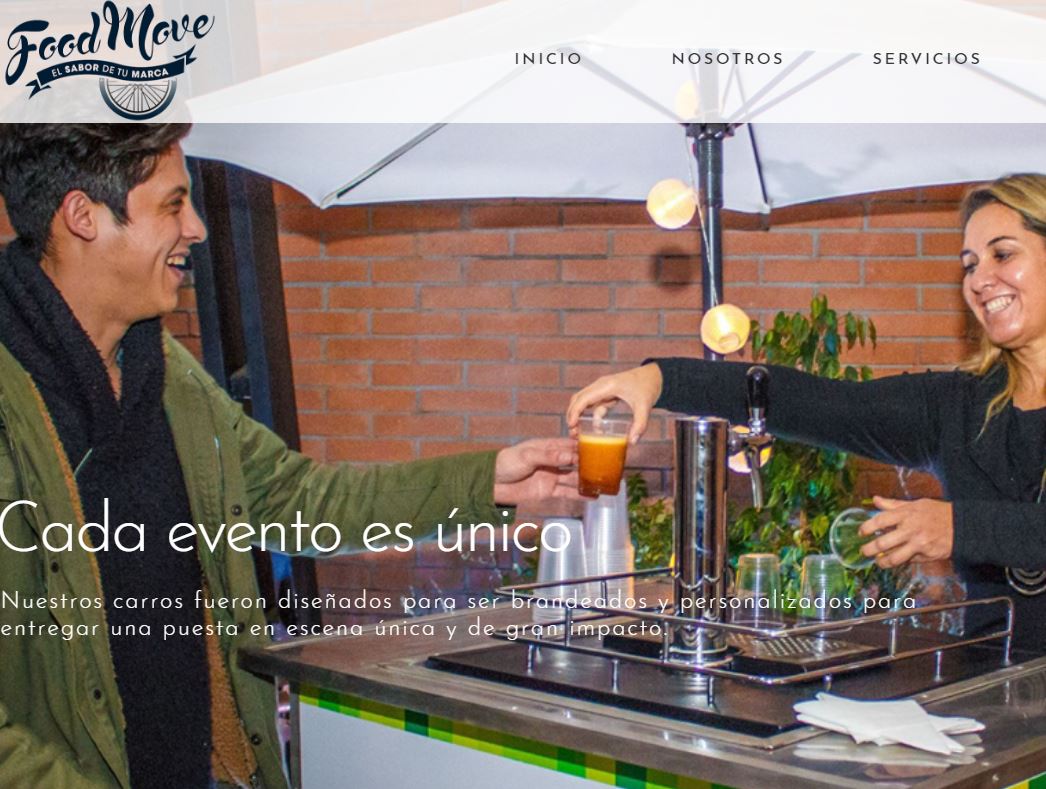 Food Move
EL SABOR DE TU MARCA
INICIO
NOSOTROS
SERVICIOS
Cada evento es único
Nuestros carros fueron diseñados para ser brandeados y personalizados para
entregar una puesta en escena única y de gran impacto.